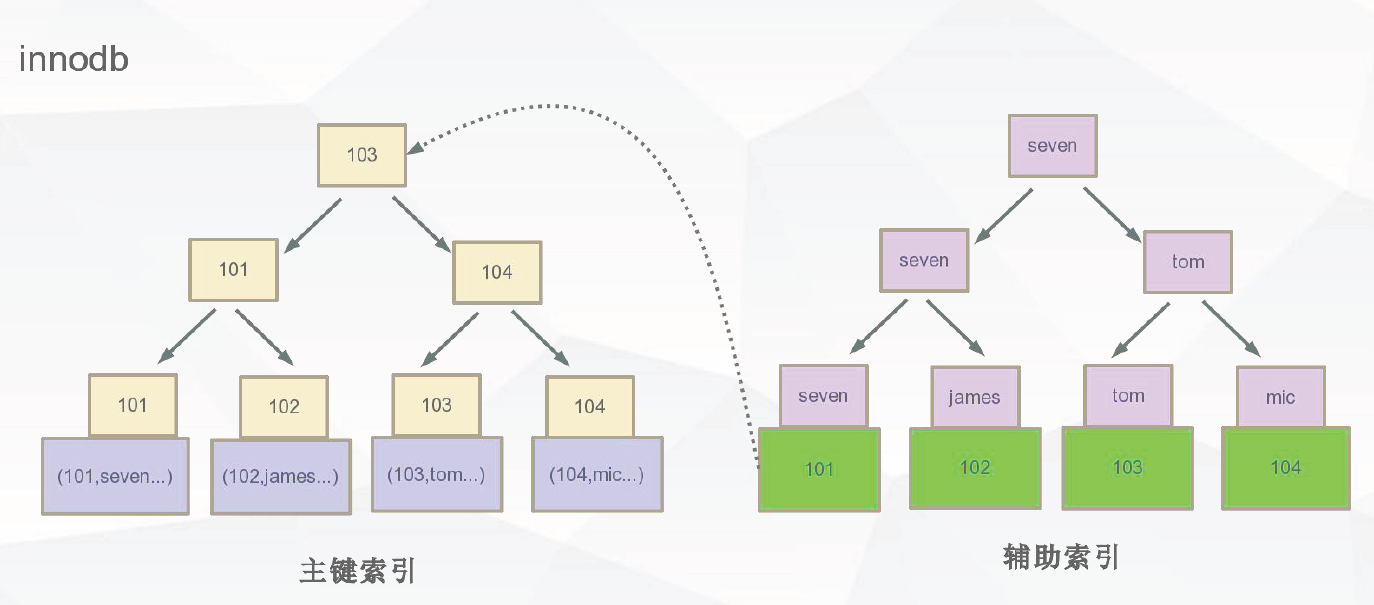 innodb
103
101
104
101
102
103
104
(101,seven...)
(102,james...)
(103,tom...)
(104,mic...)
主键索引
seven
seven
tom
seven
james
tom
mic
101
102
103
104
辅助索引